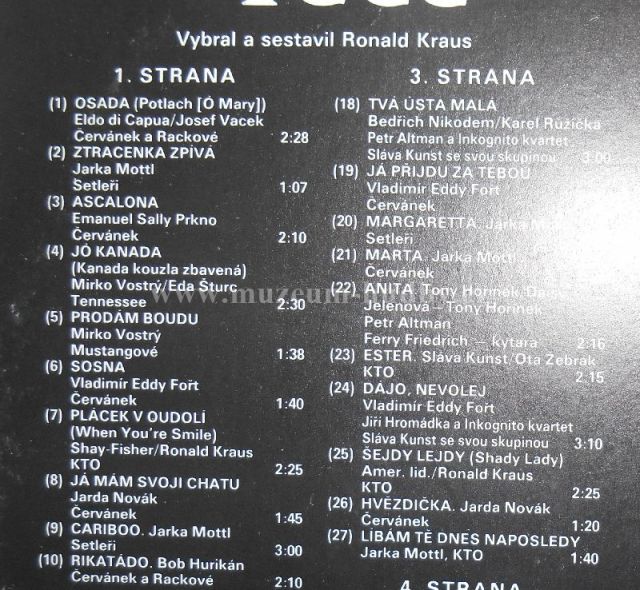 Vybral a sestavil Ronald Kraus
1. STRANA
(1) OSADA (Potlach [Ó Mary])
Eldo di Capua/Josef Vacek
Červánek a Rackové 2:28
(2) ZTRACENKA ZPÍVÁ
Jarka Mottl
Setleři 1:07
(3) ASCALONA
Emanuel Sally Prkno
Červánek 2:10
(4) JÓ KANADA
(Kanada kouzla zbavená)
Mirko Vostrý/Eda Šturc
Tennessee 2:30
(5) PRODÁM BOUDU
Mirko Vostrý
Mustangové 1:38
(6) SOSNA
Vladimír Eddy Fořt
Červánek 1:40
(7) PLÁCEK V OUDOLÍ
(When You're Smile)
Shay-Fisher/Ronald Kraus
KTO 2:25
(8) JÁ MÁM SVOJI CHATU
Jarda Novák
Červánek 1:45
(9) CARIBOO. Jarka Mottl
Setleři 3:00
(10) RIKATÁDO. Bob Hurikán
Červánek a Rackové 2:10
3. STRANA
(18) TVÁ ÚSTA MALÁ
Bedřich Nikodem/Karel Růžička
Petr Altman a Inkognito kvartet
Sláva Kunst se svou skupinou 3:00
(19) JÁ PŘIJDU ZA TEBOU
Vladimír Eddy Fořt
Červánek
(20) MARGARETTA. Jarka
Setleři
(21) MARTA. Jarka Mottl
Červánek
(22) ANITA. Tony Hořínek
Jelenová – Tony Hořínek
Petr Altman
Ferry Friedrich – kytara 2:16
(23) ESTER. Sláva Kunst/Ota Žebrák
KTO 2:15
(24) DÁJO, NEVOLEJ
Vladimír Eddy Fořt
Jiří Hromádka a Inkognito kvartet
Sláva Kunst se svou skupinou 3:10
(25) ŠEJDY LEJDY (Shady Lady)
Amer. lid./Ronald Kraus
KTO 2:25
(26) HVĚZDIČKA. Jarda Novák
Červánek 1:20
(27) LÍBÁM TĚ DNES NAPOSLEDY
Jarka Mottl, KTO 1:40
4. STRANA